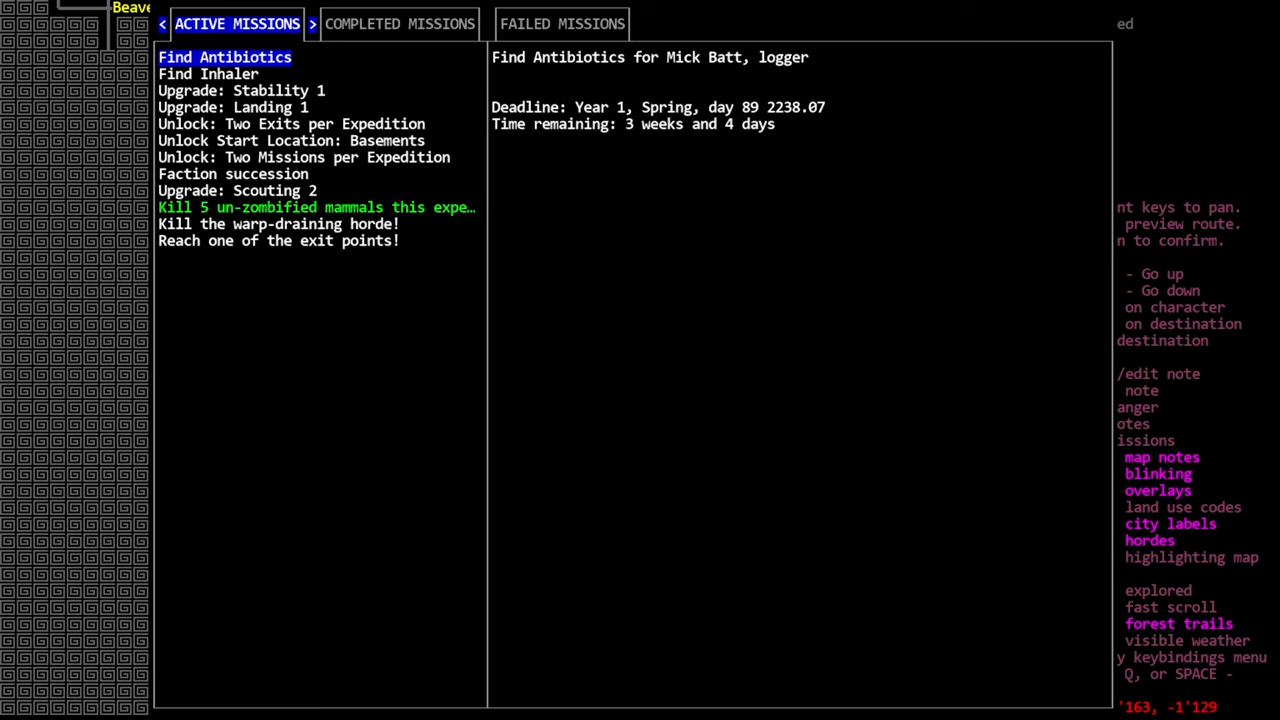 Beave
< ACTIVE MISSIONS > COMPLETED MISSIONS FAILED MISSIONS
ed
Find Antibiotics
Find Inhaler
Upgrade: Stability 1
Upgrade: Landing 1
Unlock: Two Exits per Expedition
Unlock Start Location: Basements
Unlock: Two Missions per Expedition
Faction succession
Upgrade: Scouting 2
Kill 5 un-zombified mammals this expe…
Kill the warp-draining horde!
Reach one of the exit points!
Find Antibiotics for Mick Batt, logger
Deadline: Year 1, Spring, day 89 2238.07
Time remaining: 3 weeks and 4 days
nt keys to pan.
preview route.
n to confirm.
- Go up
- Go down
on character
on destination
destination
/edit note
note
anger
otes
issions
map notes
blinking
overlays
land use codes
city labels
hordes
highlighting map
explored
fast scroll
forest trails
visible weather
y keybindings menu
Q, or SPACE -
'163, -1'129